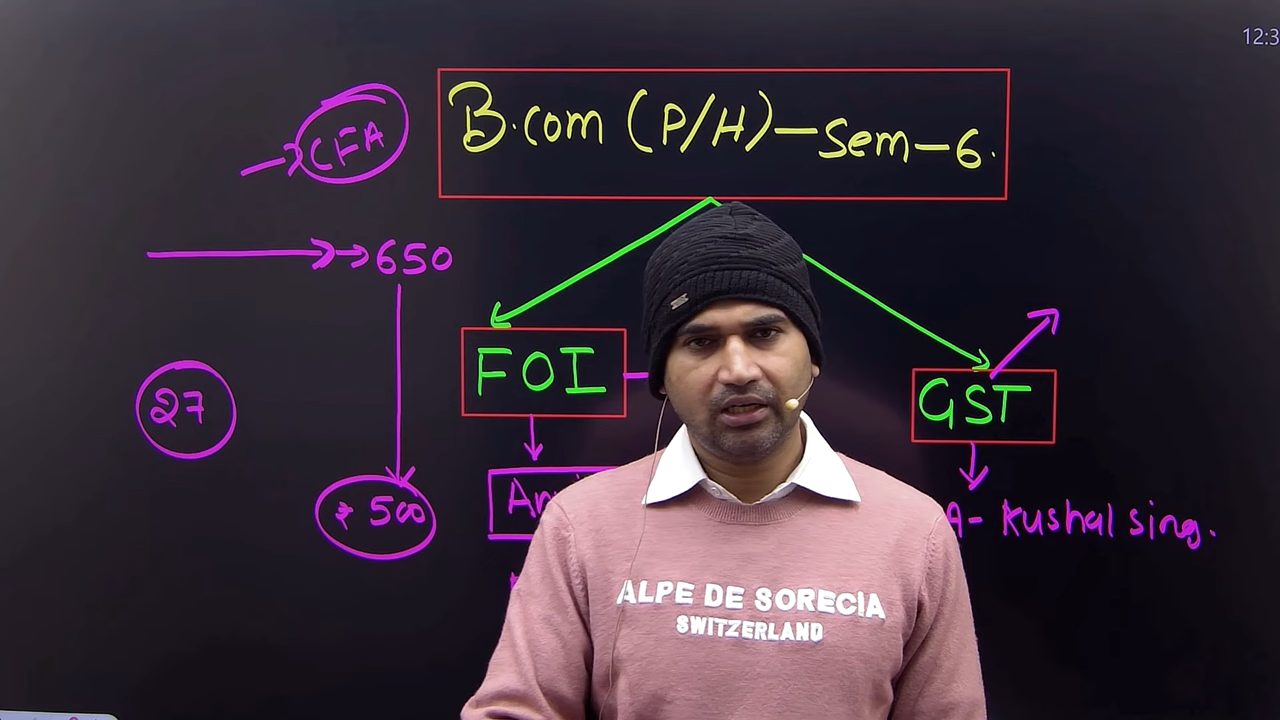 12:3
B.com (P/H) – Sem – 6.
CFA
650
FOI
GST
27
₹ 500
A- Kushal sing.
ALPE DE SORECIA
SWITZERLAND